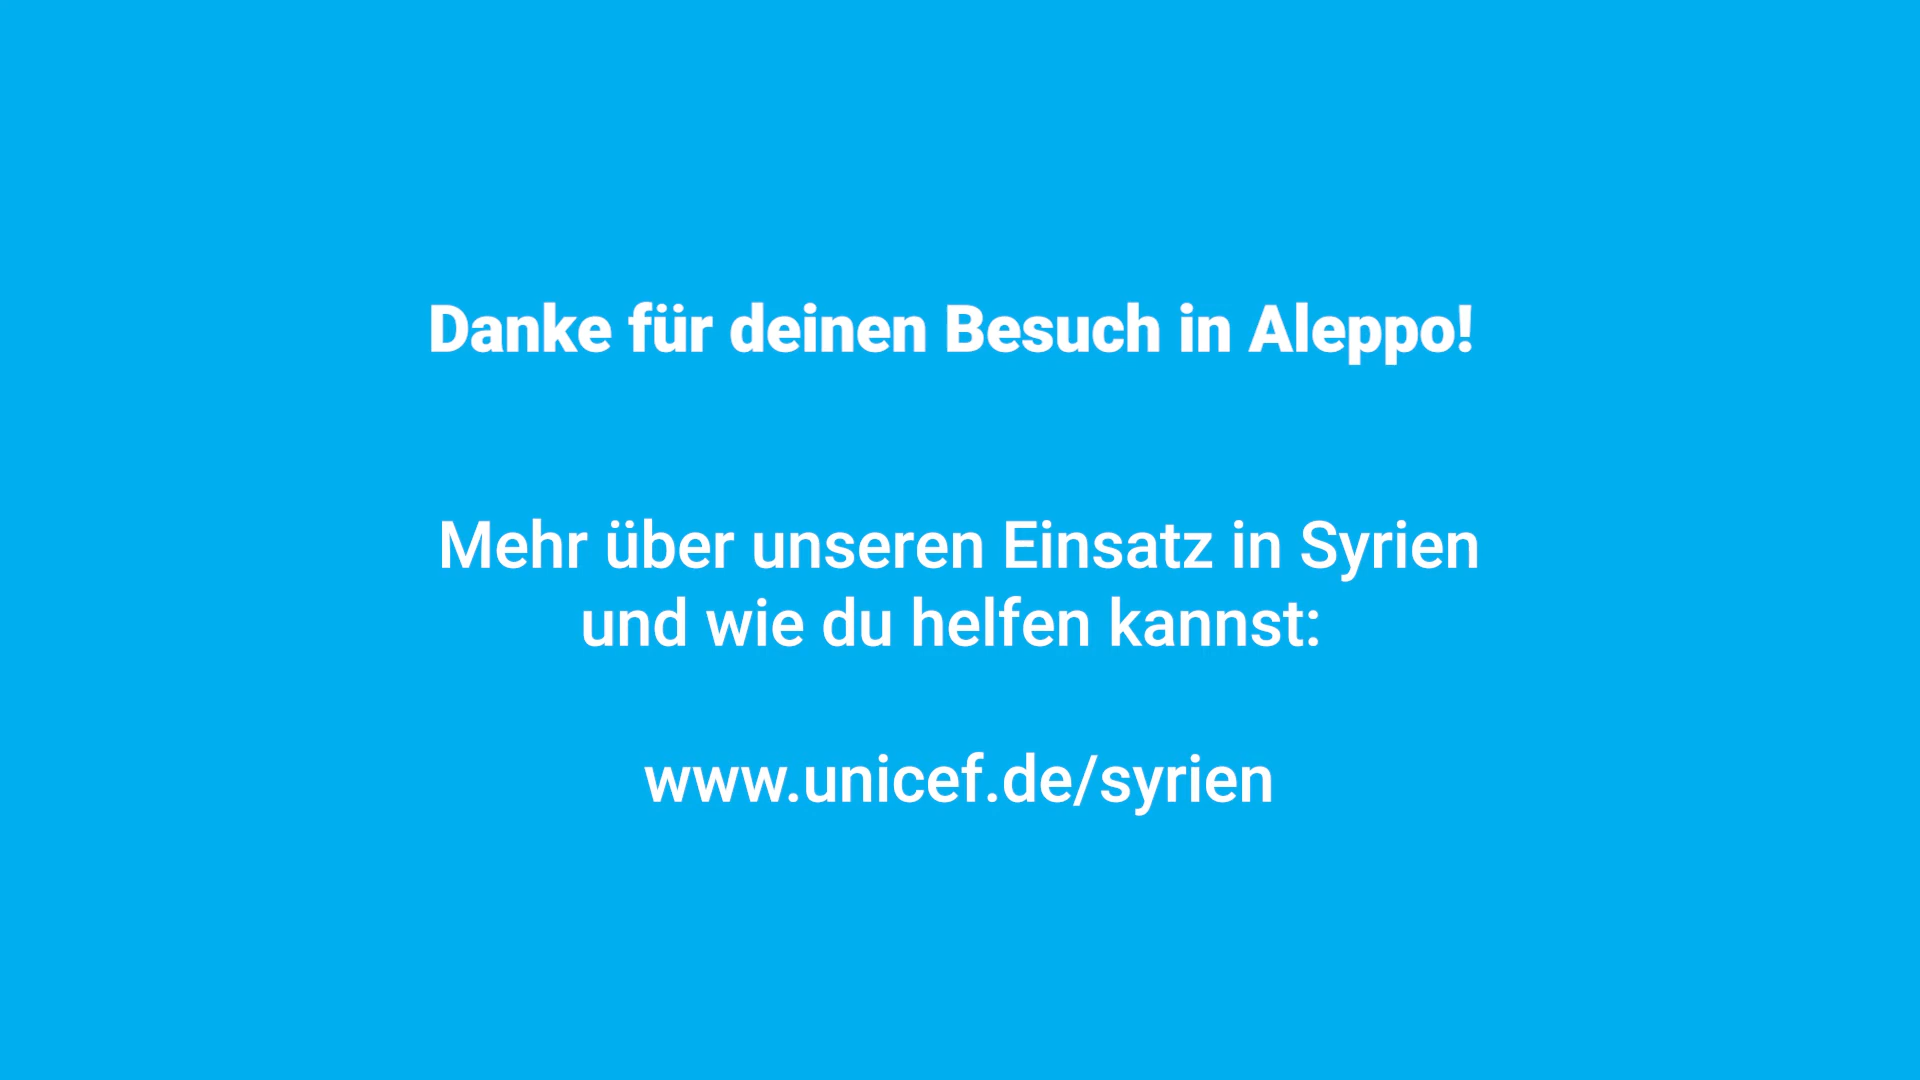 Danke für deinen Besuch in Aleppo!
Mehr über unseren Einsatz in Syrien
und wie du helfen kannst:
www.unicef.de/syrien